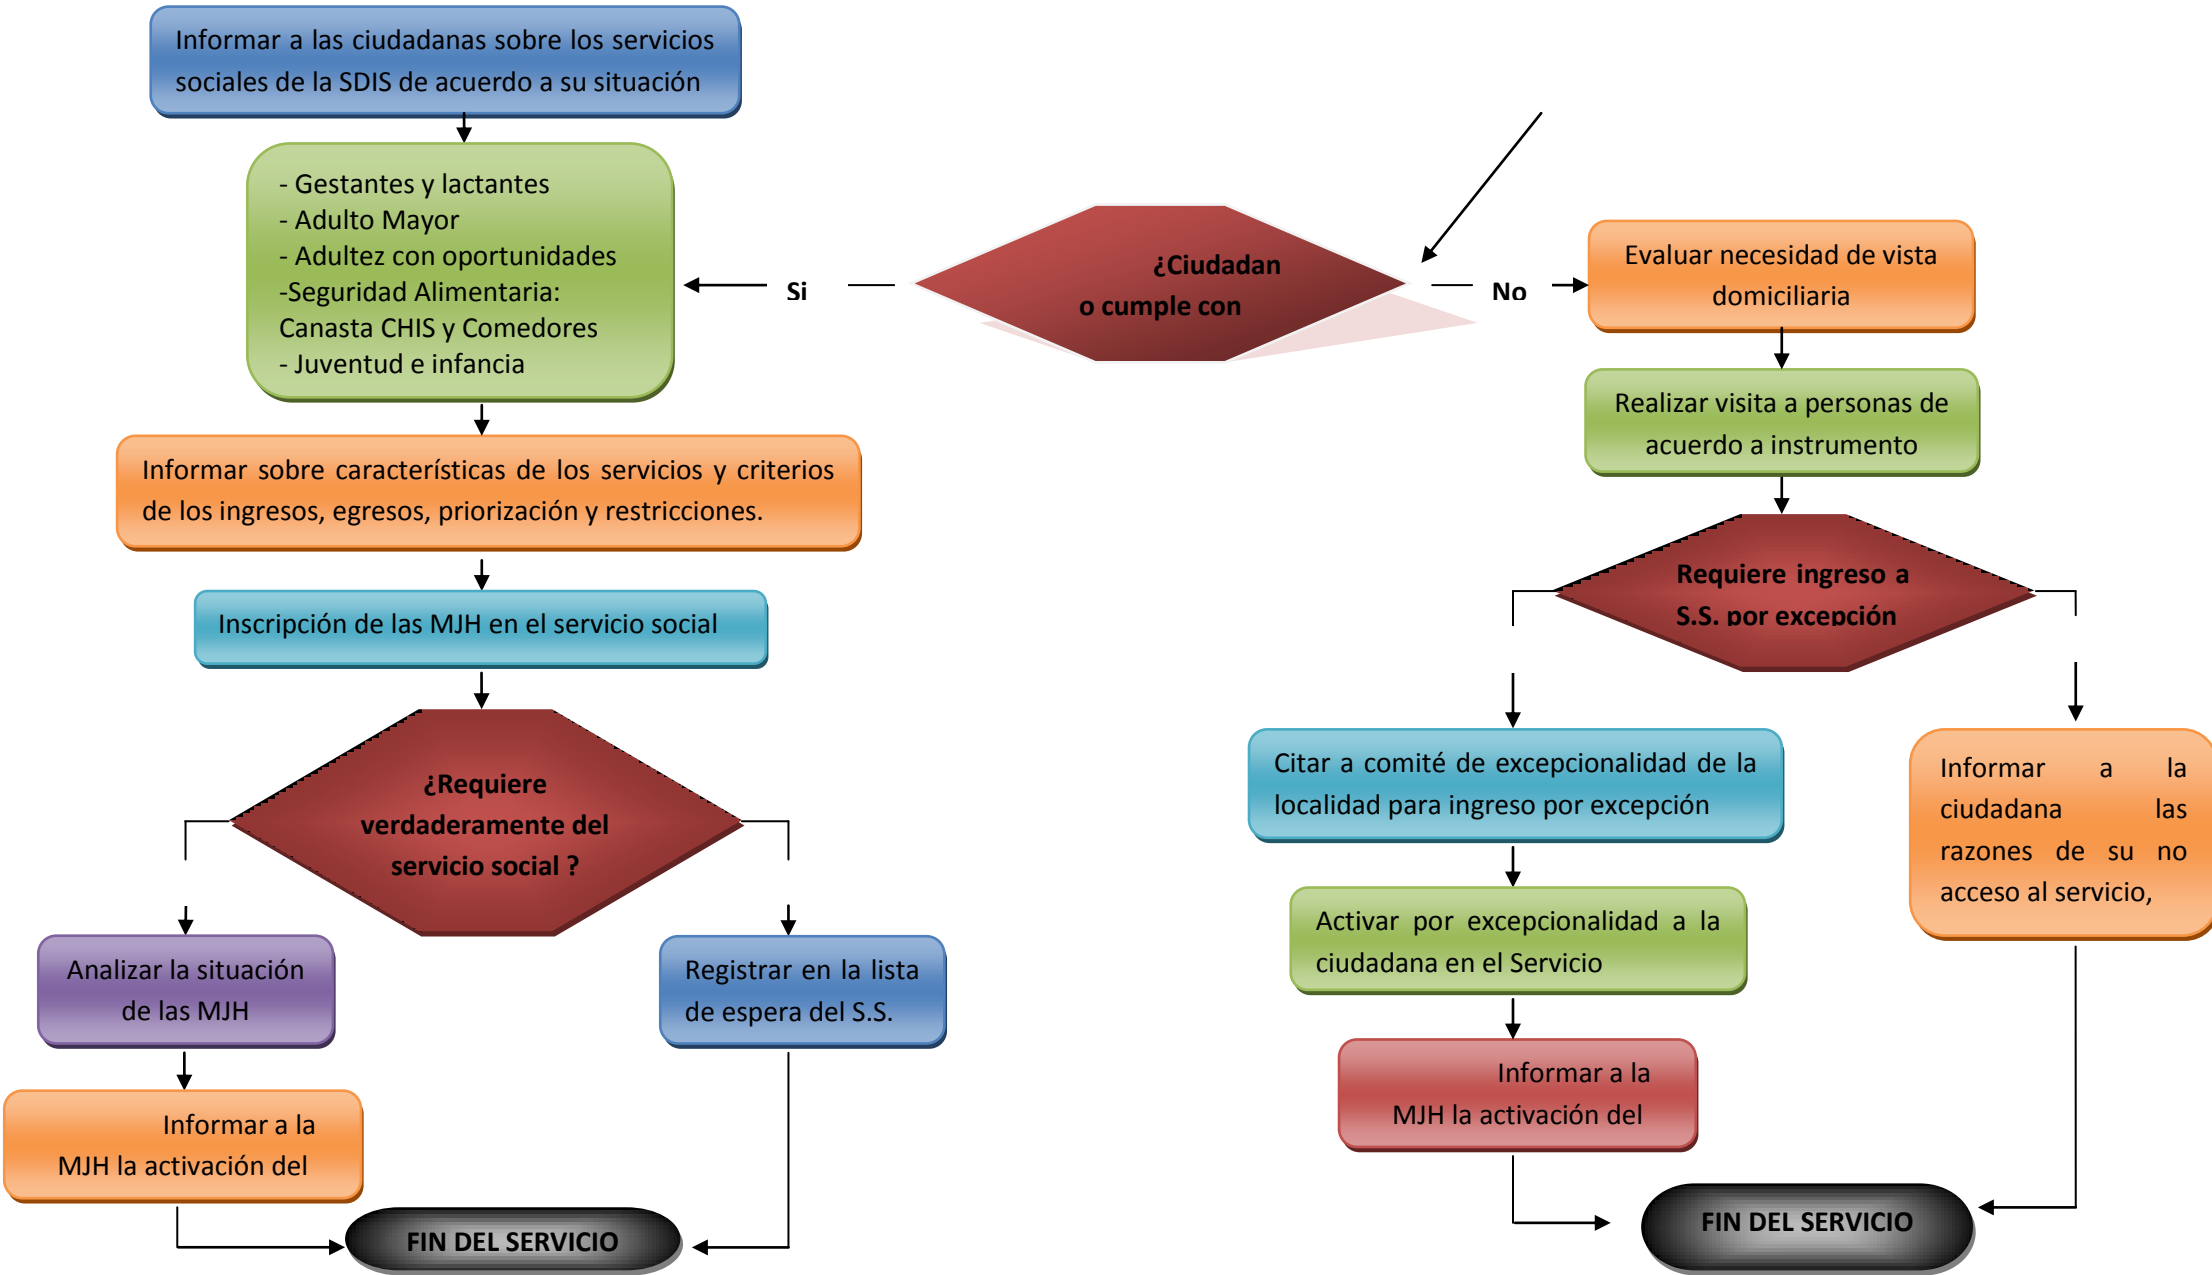 Informar a las ciudadanas sobre los servicios
sociales de la SDIS de acuerdo a su situación
- Gestantes y lactantes
- Adulto Mayor
- Adultez con oportunidades
-Seguridad Alimentaria:
Canasta CHIS y Comedores
- Juventud e infancia
Si
¿Ciudadan
o cumple con
No
Evaluar necesidad de vista
domiciliaria
Realizar visita a personas de
acuerdo a instrumento
Informar sobre características de los servicios y criterios
de los ingresos, egresos, priorización y restricciones.
Inscripción de las MJH en el servicio social
Requiere ingreso a
S.S. por excepción
¿Requiere
verdaderamente del
servicio social ?
Citar a comité de excepcionalidad de la
localidad para ingreso por excepción
Informar a la
ciudadana las
razones de su no
acceso al servicio,
Activar por excepcionalidad a la
ciudadana en el Servicio
Analizar la situación
de las MJH
Registrar en la lista
de espera del S.S.
Informar a la
MJH la activación del
Informar a la
MJH la activación del
FIN DEL SERVICIO
FIN DEL SERVICIO